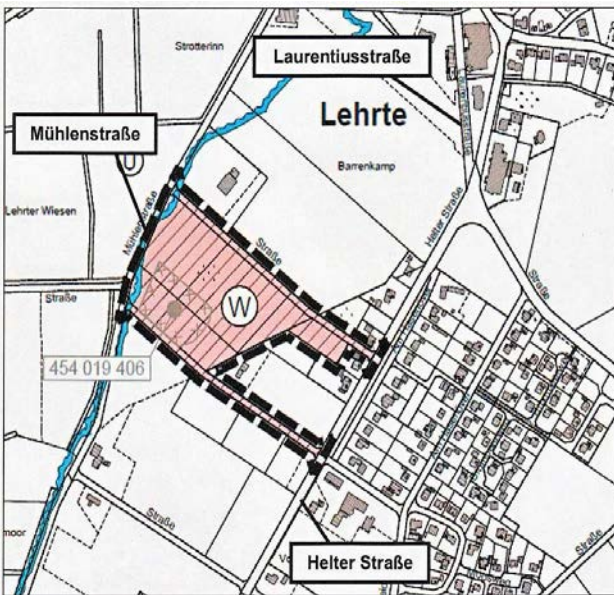 Strotterinn
Laurentiusstraße
Lehrte
Mühlenstraße
Barrenkamp
Lehrter Wiesen
Mühlenstraße
Helter Straße
Straße
Straße
Straße
W
454 019 406
Straße
Straße
moor
Helter Straße